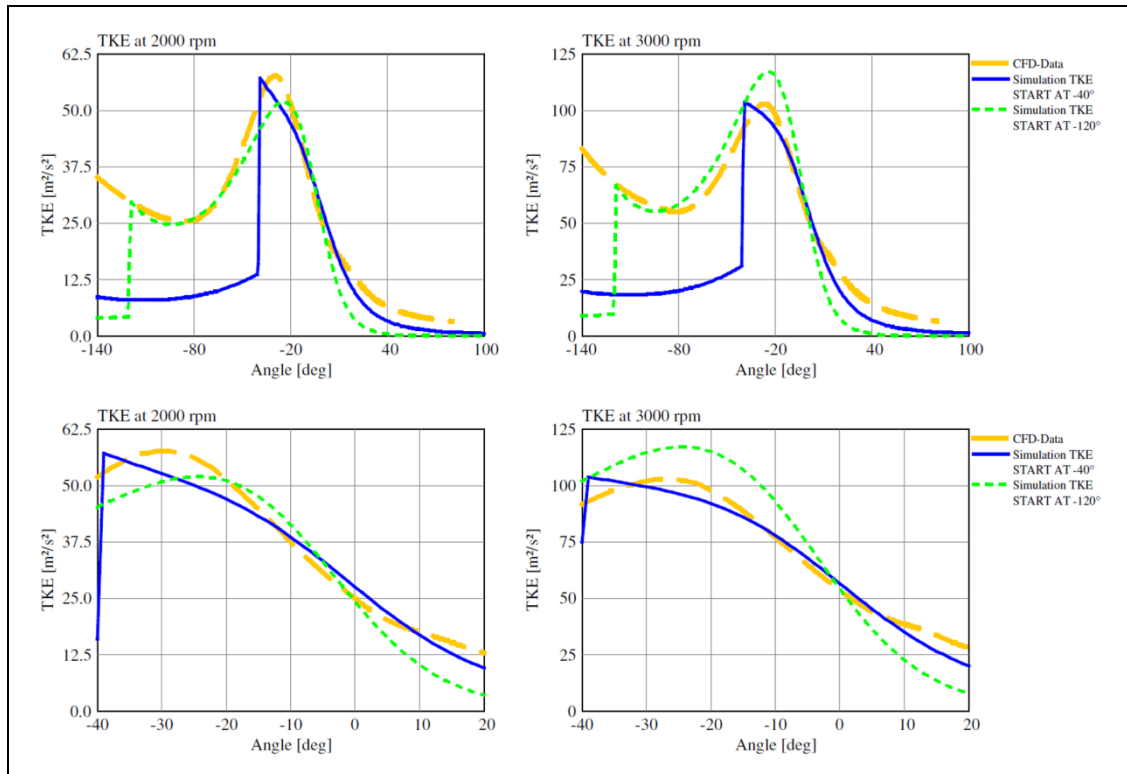 TKE at 2000 rpm
62.5
50.0
37.5
25.0
12.5
0.0
TKE [m²/s²]
-140
-80
-20
40
100
Angle [deg]
TKE at 3000 rpm
125
100
75
50
25
0
TKE [m²/s²]
-140
-80
-20
40
100
Angle [deg]
CFD-Data
Simulation TKE
START AT -40°
Simulation TKE
START AT -120°
TKE at 2000 rpm
62.5
50.0
37.5
25.0
12.5
0.0
TKE [m²/s²]
-40
-30
-20
-10
0
10
20
Angle [deg]
TKE at 3000 rpm
125
100
75
50
25
0
TKE [m²/s²]
-40
-30
-20
-10
0
10
20
Angle [deg]
CFD-Data
Simulation TKE
START AT -40°
Simulation TKE
START AT -120°